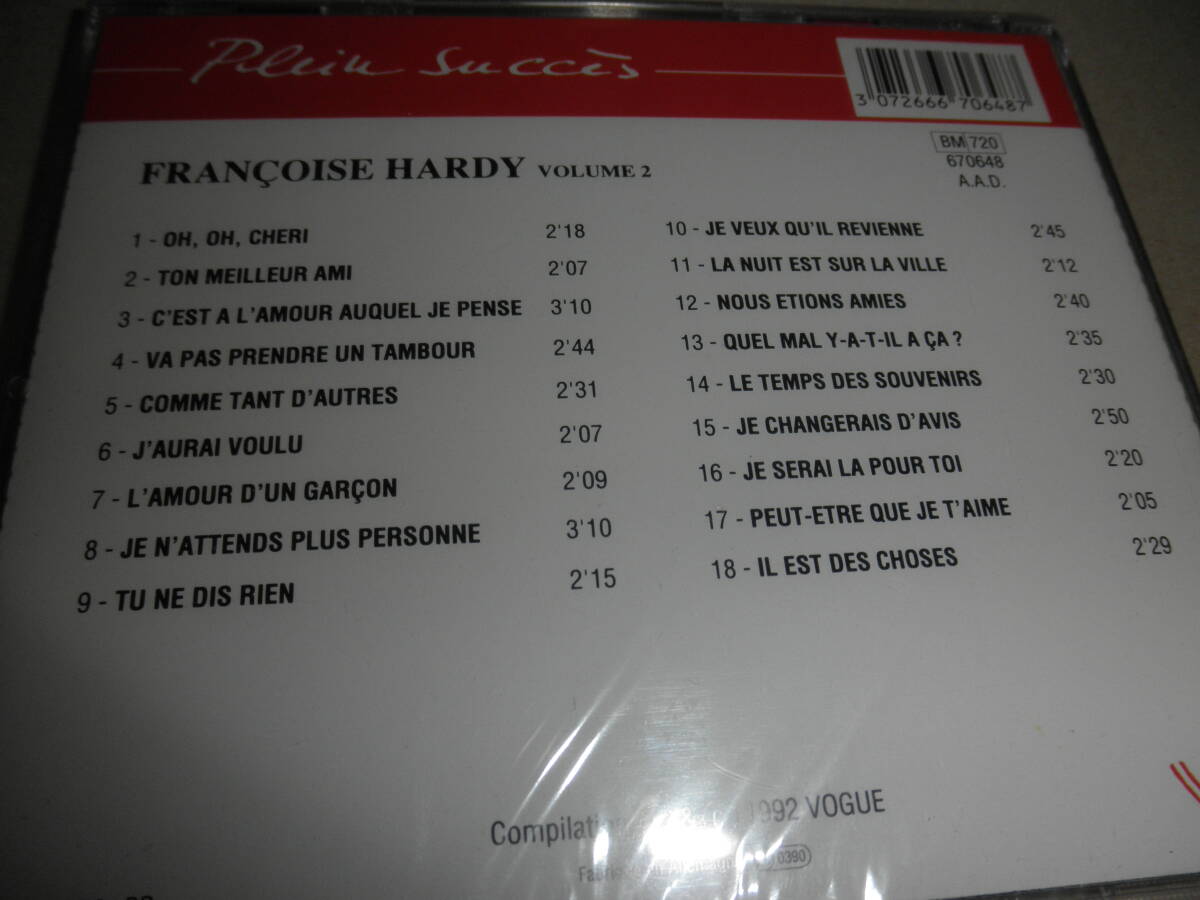 Plein Succès
3 072666 706487
BM 720
670648
A.A.D.
FRANÇOISE HARDY VOLUME 2
1 - OH, OH, CHERI 2'18
2 - TON MEILLEUR AMI 2'07
3 - C'EST A L'AMOUR AUQUEL JE PENSE 3'10
4 - VA PAS PRENDRE UN TAMBOUR 2'44
5 - COMME TANT D'AUTRES 2'31
6 - J'AURAI VOULU 2'07
7 - L'AMOUR D'UN GARÇON 2'09
8 - JE N'ATTENDS PLUS PERSONNE 3'10
9 - TU NE DIS RIEN 2'15
10 - JE VEUX QU'IL REVIENNE 2'45
11 - LA NUIT EST SUR LA VILLE 2'12
12 - NOUS ETIONS AMIES 2'40
13 - QUEL MAL Y-A-T-IL A ÇA ? 2'35
14 - LE TEMPS DES SOUVENIRS 2'30
15 - JE CHANGERAIS D'AVIS 2'50
16 - JE SERAI LA POUR TOI 2'20
17 - PEUT-ETRE QUE JE T'AIME 2'05
18 - IL EST DES CHOSES 2'29
1992 VOGUE
0390